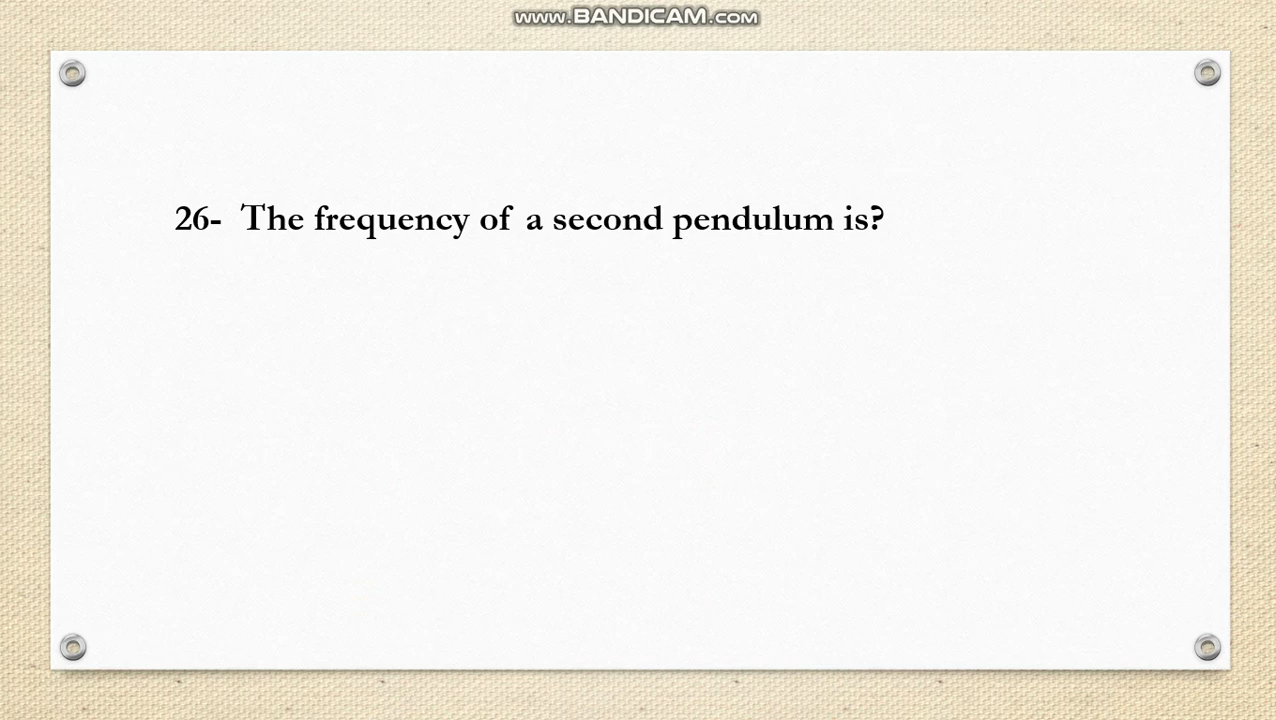 www.BANDICAM.com
26- The frequency of a second pendulum is?